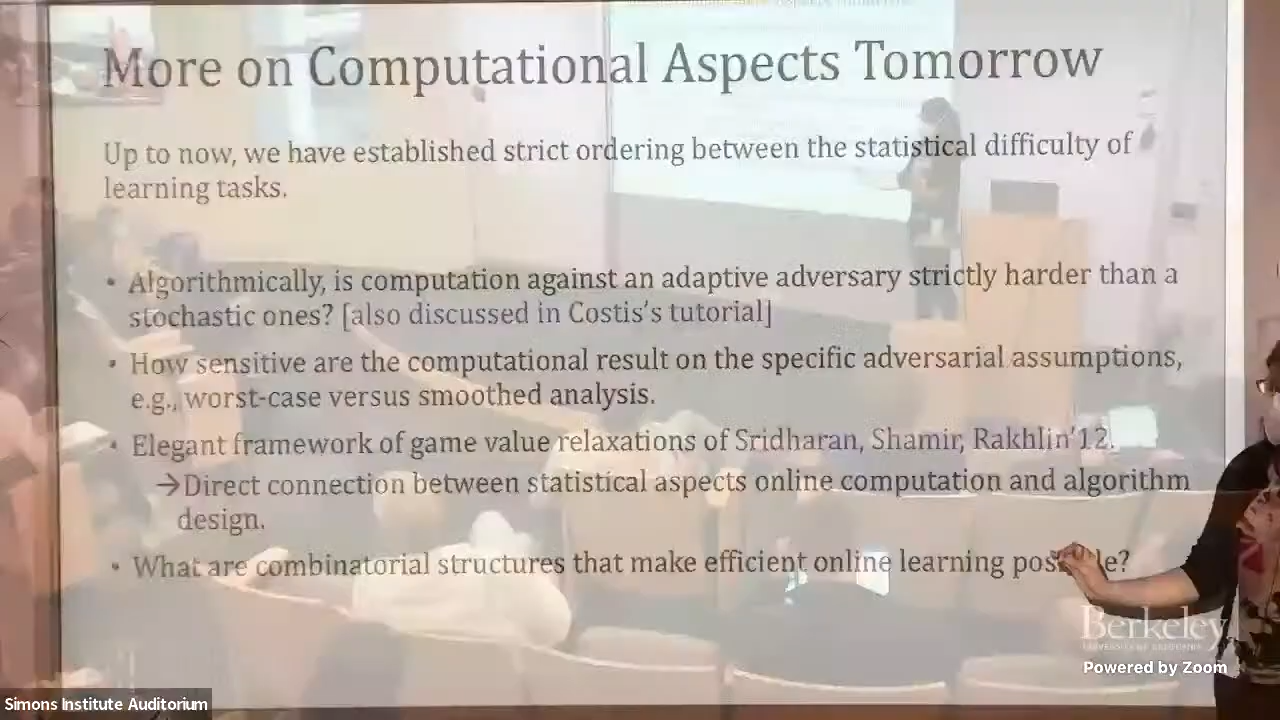 More on Computational Aspects Tomorrow
Up to now, we have established strict ordering between the statistical difficulty of
learning tasks.
• Algorithmically, is computation against an adaptive adversary strictly harder than a
stochastic ones? [also discussed in Costis's tutorial]
• How sensitive are the computational result on the specific adversarial assumptions,
e.g., worst-case versus smoothed analysis.
• Elegant framework of game value relaxations of Sridharan, Shamir, Rakhlin'12.
→Direct connection between statistical aspects online computation and algorithm
design.
• What are combinatorial structures that make efficient online learning
Berkeley
UNIVERSITY OF CALIFORNIA
Powered by Zoom
Simons Institute Auditorium